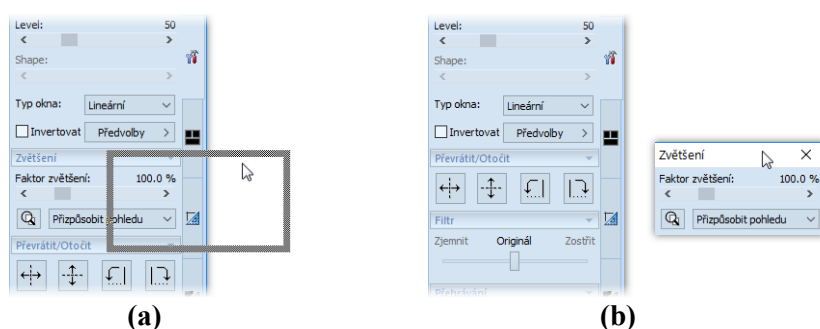 Level: 50
Shape:
Typ okna: Lineární
Invertovat Předvolby
Zvětšení
Faktor zvětšení: 100.0 %
Přizpůsobit pohledu
Převrátit/Otočit
(a)
Level: 50
Shape:
Typ okna: Lineární
Invertovat Předvolby
Převrátit/Otočit
Filtr
Zjemnit Originál Zostřit
Přehrávání
Zvětšení
Faktor zvětšení: 100.0 %
Přizpůsobit pohledu
(b)